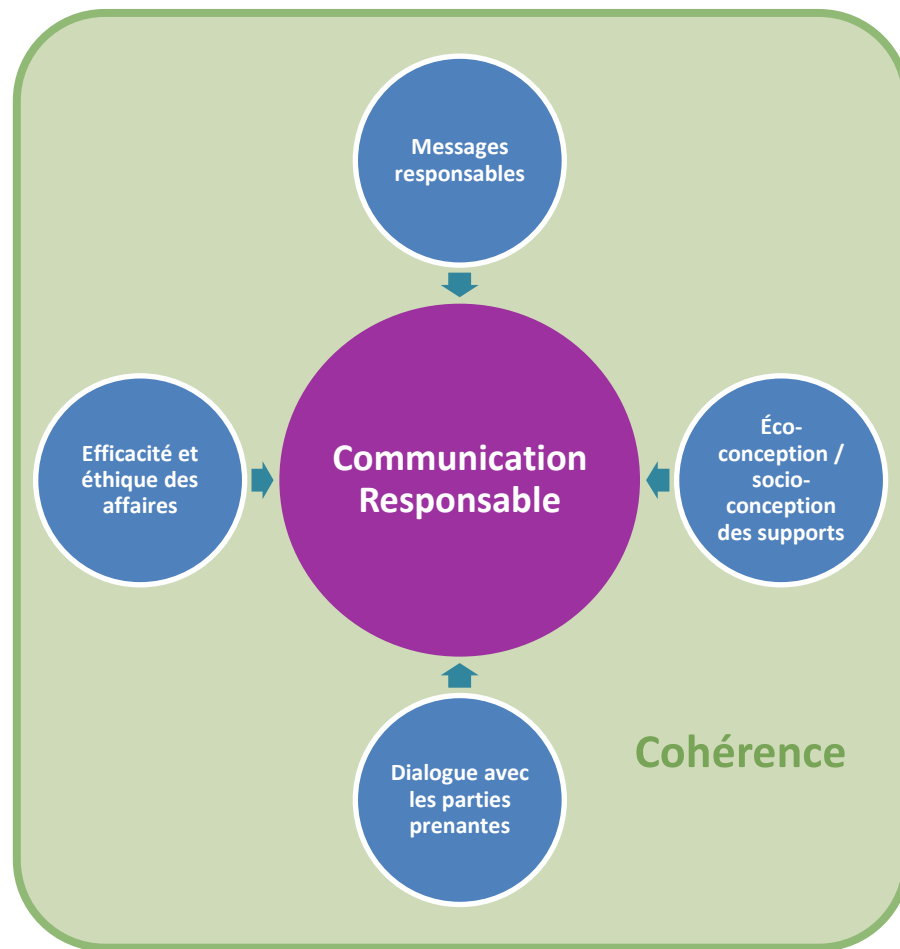 Messages
responsables
Efficacité et
éthique des
affaires
Communication
Responsable
Éco-
conception /
socio-
conception
des supports
Dialogue avec
les parties
prenantes
Cohérence